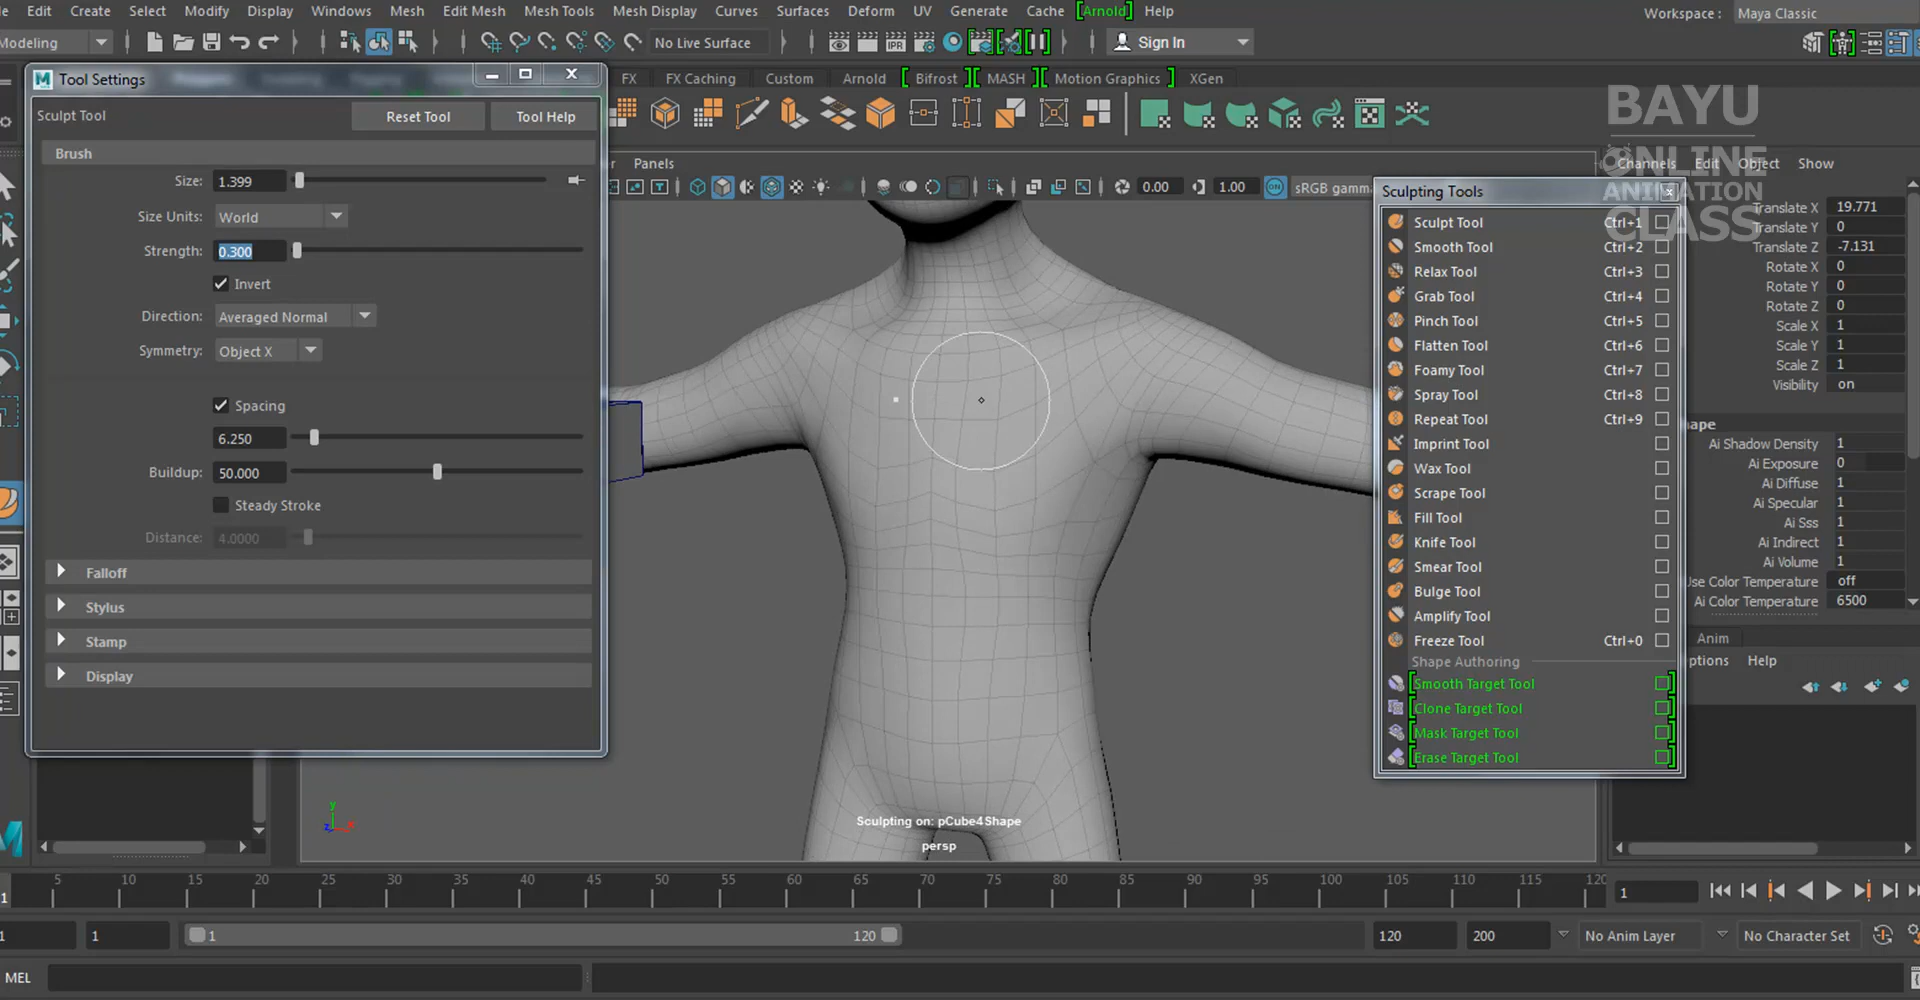 Edit Create Select Modify Display Windows Mesh Edit Mesh Mesh Tools Mesh Display Curves Surfaces Deform UV Generate Cache [Arnold] Help
Workspace : Maya Classic
Modeling
No Live Surface
IPR
Sign In
FX FX Caching Custom Arnold [ Bifrost ] [ MASH ] [ Motion Graphics ] XGen
Tool Settings
Sculpt Tool
Reset Tool
Tool Help
Brush
Size: 1.399
Size Units: World
Strength: 0.300
Invert
Direction: Averaged Normal
Symmetry: Object X
Spacing
6.250
Buildup: 50.000
Steady Stroke
Distance: 4.0000
Falloff
Stylus
Stamp
Display
Panels
0.00
1.00
ON
sRGB gamma
Sculpting Tools
Sculpt Tool Ctrl+1
Smooth Tool Ctrl+2
Relax Tool Ctrl+3
Grab Tool Ctrl+4
Pinch Tool Ctrl+5
Flatten Tool Ctrl+6
Foamy Tool Ctrl+7
Spray Tool Ctrl+8
Repeat Tool Ctrl+9
Imprint Tool
Wax Tool
Scrape Tool
Fill Tool
Knife Tool
Smear Tool
Bulge Tool
Amplify Tool
Freeze Tool Ctrl+0
Shape Authoring
Smooth Target Tool
Clone Target Tool
Mask Target Tool
Erase Target Tool
BAYU
ONLINE
ANIMATION
CLASS
Channels Edit Object Show
Translate X 19.771
Translate Y 0
Translate Z -7.131
Rotate X 0
Rotate Y 0
Rotate Z 0
Scale X 1
Scale Y 1
Scale Z 1
Visibility on
hape
Ai Shadow Density 1
Ai Exposure 0
Ai Diffuse 1
Ai Specular 1
Ai Sss 1
Ai Indirect 1
Ai Volume 1
Use Color Temperature off
Ai Color Temperature 6500
Anim
ptions Help
y
z
x
Sculpting on: pCube4Shape
persp
1 5 10 15 20 25 30 35 40 45 50 55 60 65 70 75 80 85 90 95 100 105 110 115 120
1
1 1 1 120 120 200
No Anim Layer
No Character Set
MEL